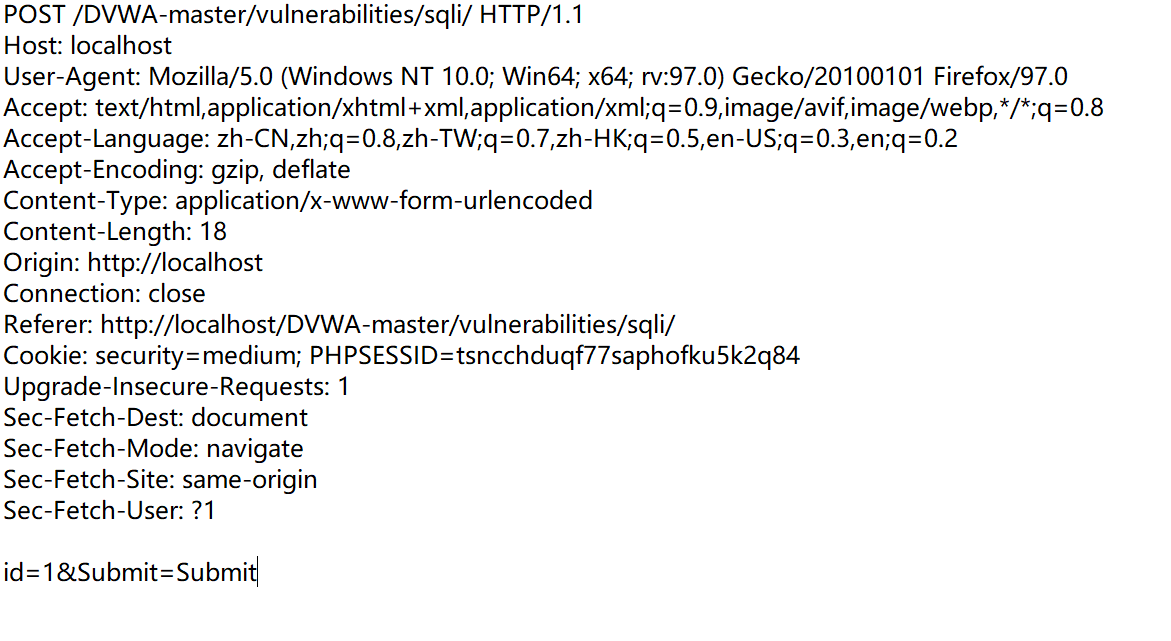 POST /DVWA-master/vulnerabilities/sqli/ HTTP/1.1
Host: localhost
User-Agent: Mozilla/5.0 (Windows NT 10.0; Win64; x64; rv:97.0) Gecko/20100101 Firefox/97.0
Accept: text/html,application/xhtml+xml,application/xml;q=0.9,image/avif,image/webp,*/*;q=0.8
Accept-Language: zh-CN,zh;q=0.8,zh-TW;q=0.7,zh-HK;q=0.5,en-US;q=0.3,en;q=0.2
Accept-Encoding: gzip, deflate
Content-Type: application/x-www-form-urlencoded
Content-Length: 18
Origin: http://localhost
Connection: close
Referer: http://localhost/DVWA-master/vulnerabilities/sqli/
Cookie: security=medium; PHPSESSID=tsncchduqf77saphofku5k2q84
Upgrade-Insecure-Requests: 1
Sec-Fetch-Dest: document
Sec-Fetch-Mode: navigate
Sec-Fetch-Site: same-origin
Sec-Fetch-User: ?1
id=1&Submit=Submit